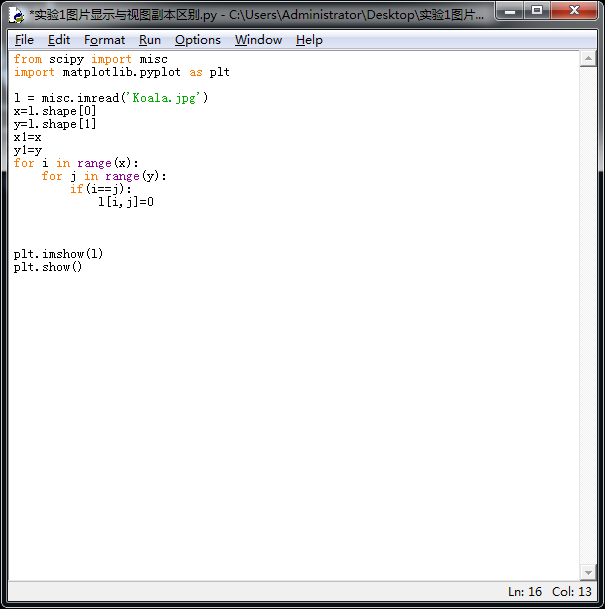 *实验1图片显示与视图副本区别.py - C:\Users\Administrator\Desktop\实验1图片...
File Edit Format Run Options Window Help
from scipy import misc
import matplotlib.pyplot as plt
l = misc.imread('Koala.jpg')
x=l.shape[0]
y=l.shape[1]
x1=x
y1=y
for i in range(x):
    for j in range(y):
        if(i==j):
            l[i,j]=0
plt.imshow(l)
plt.show()
Ln: 16 Col: 13